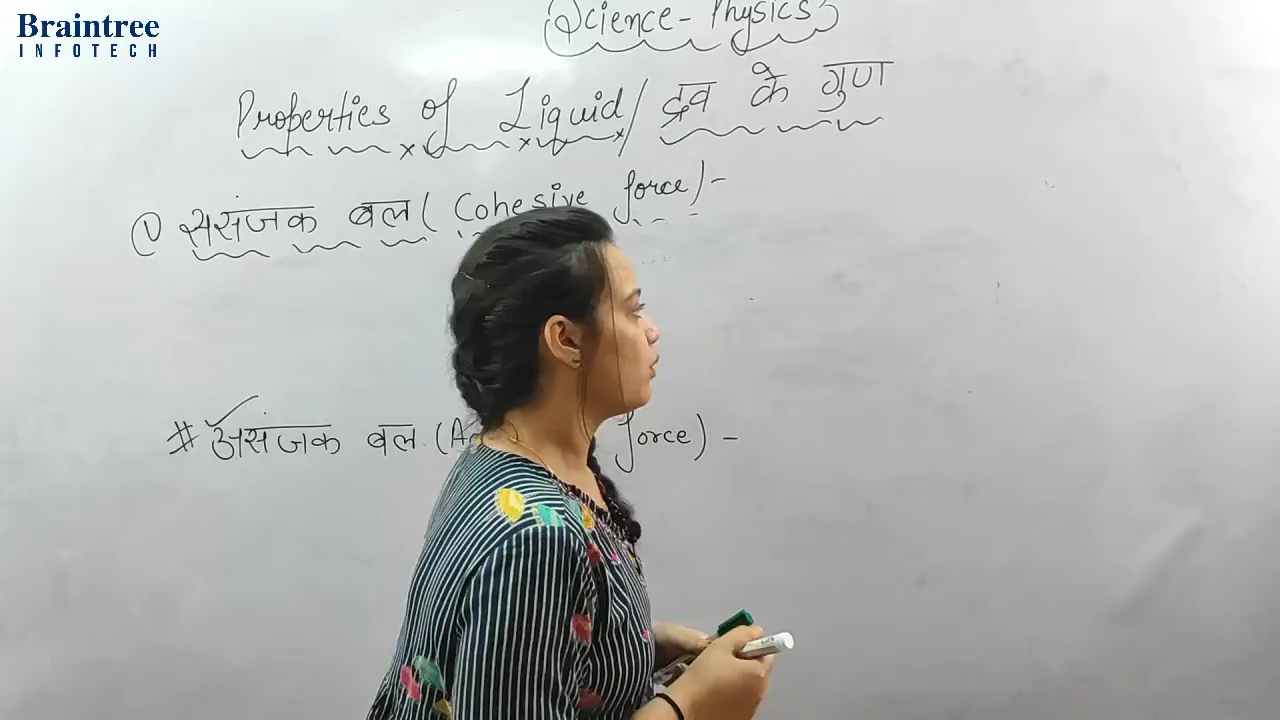 Braintree
INFOTECH
Science-Physics
Properties of Liquid/द्रव के गुण
① ससंजक बल (Cohesive force)-
# असंजक बल ( force) -